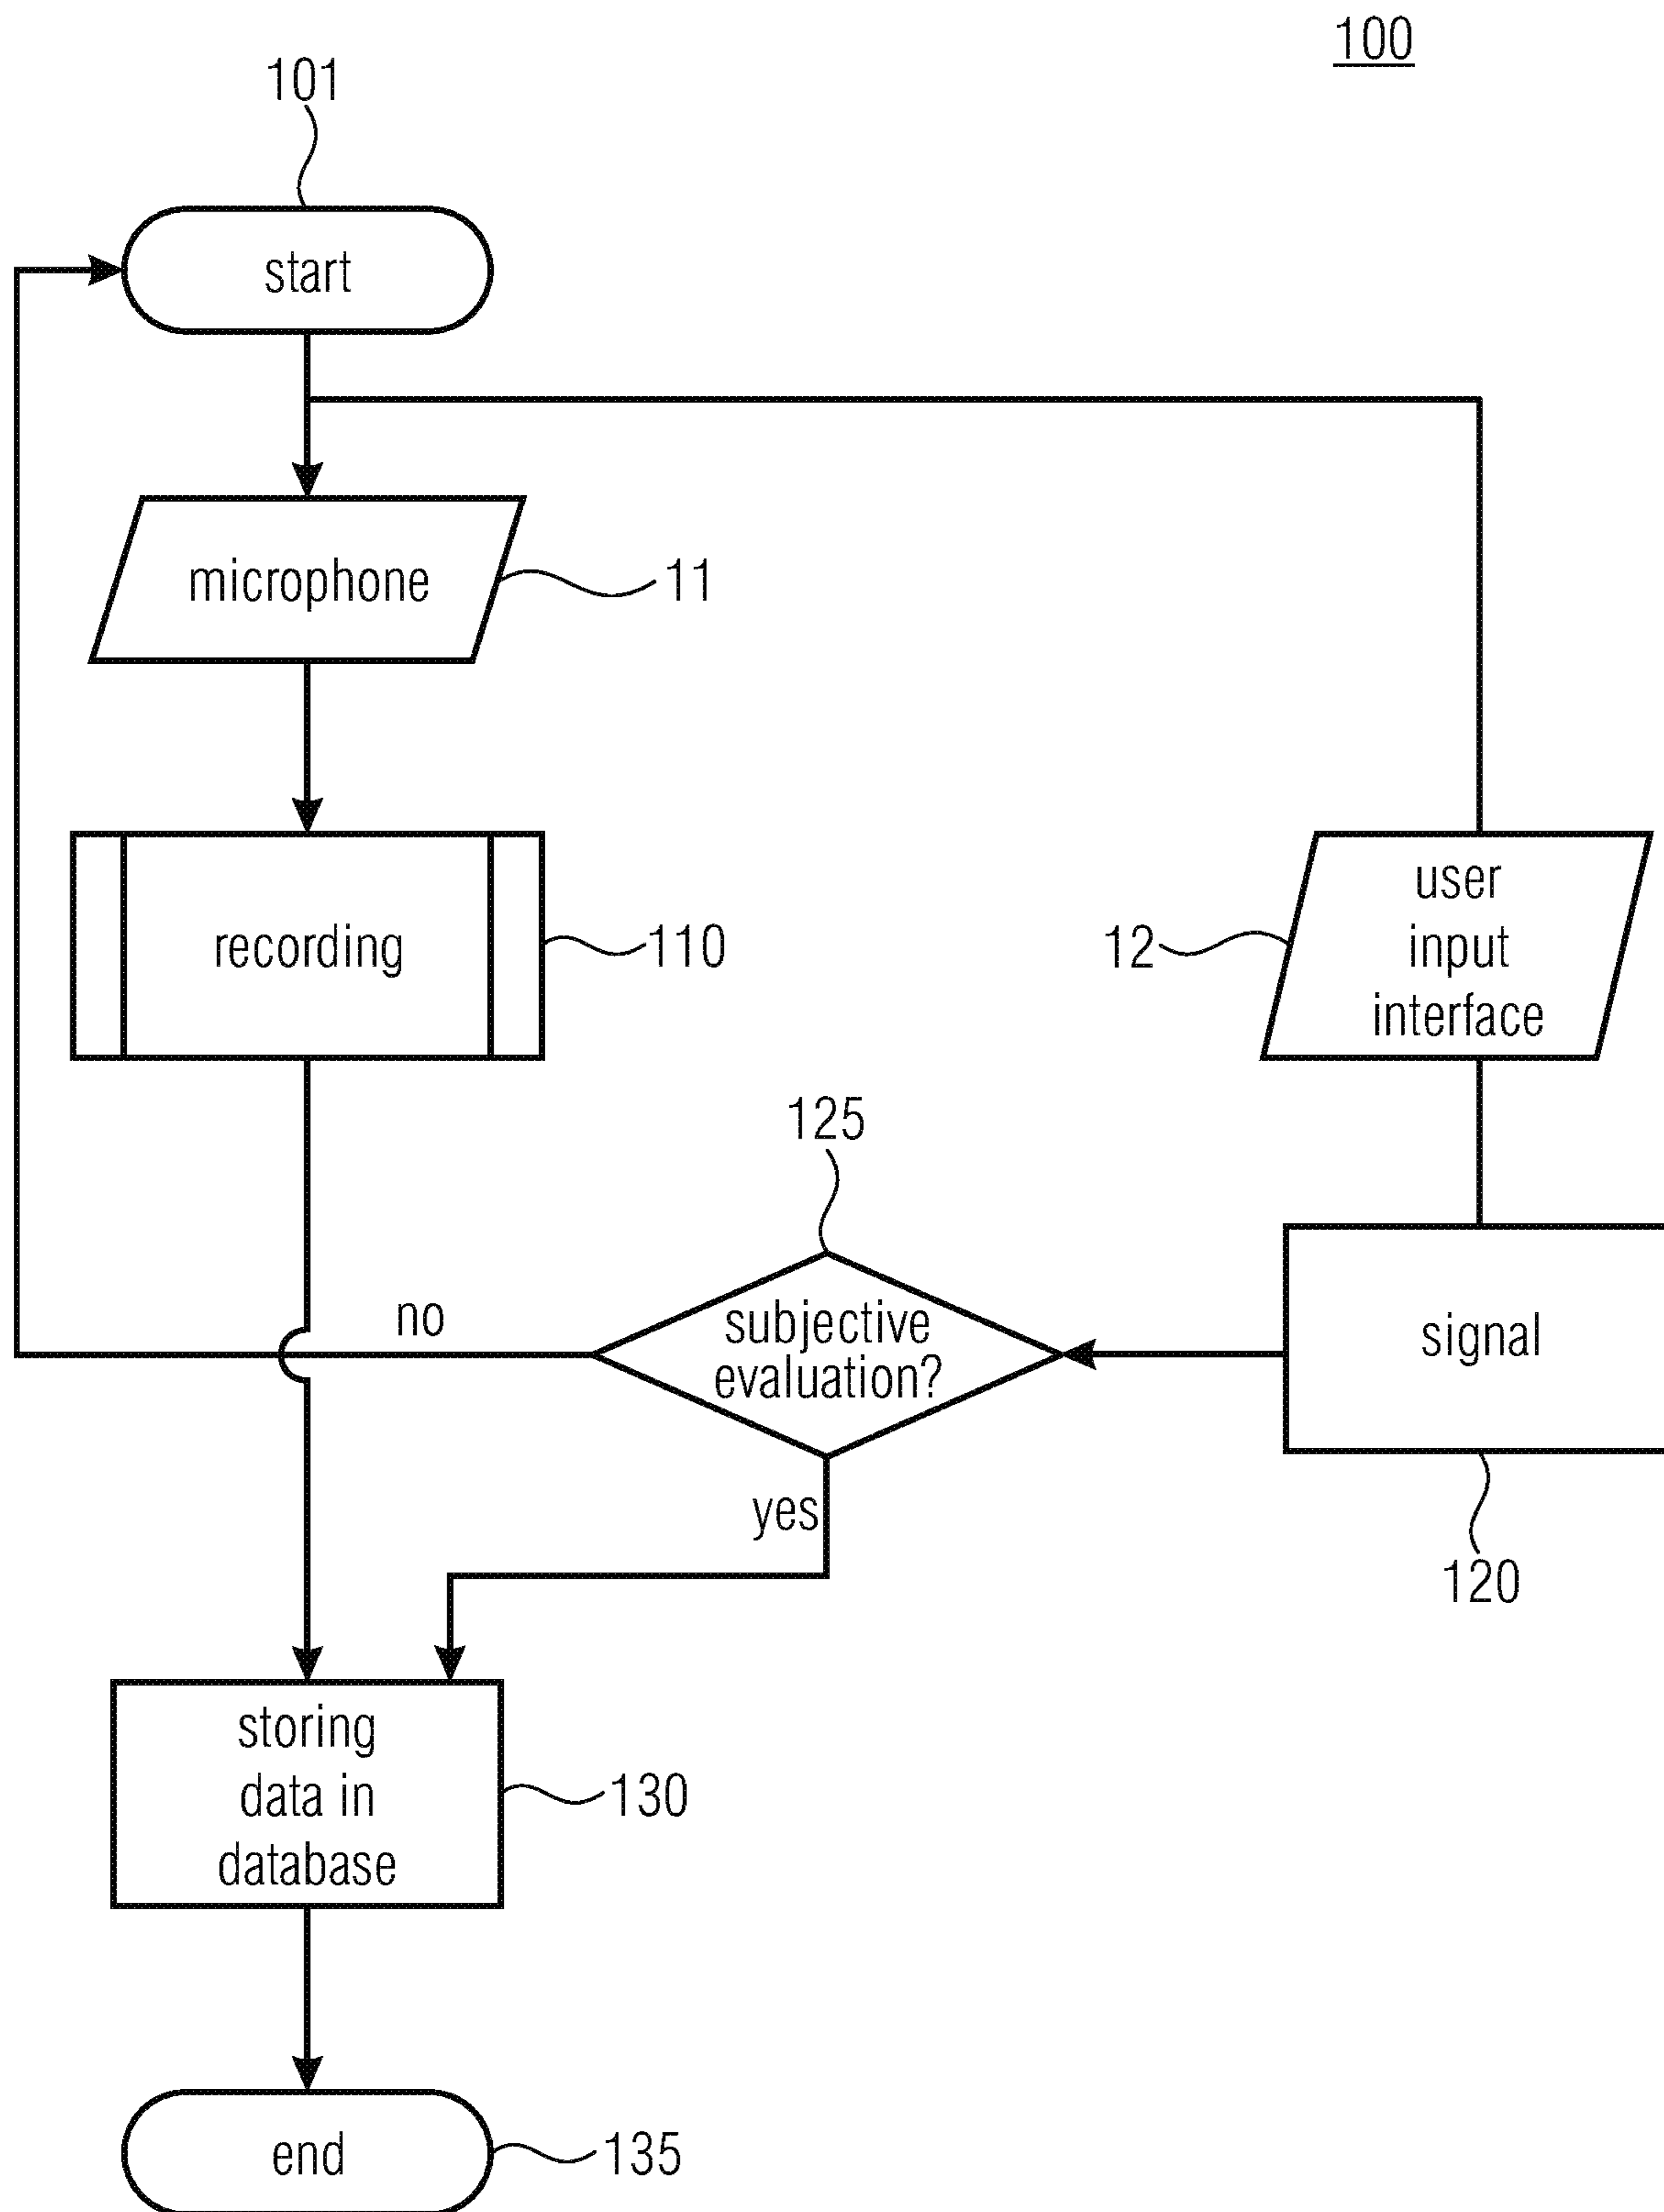 100
101
start
microphone
11
recording
110
12
user
input
interface
125
no
subjective
evaluation?
signal
yes
120
storing
data in
database
130
end
135